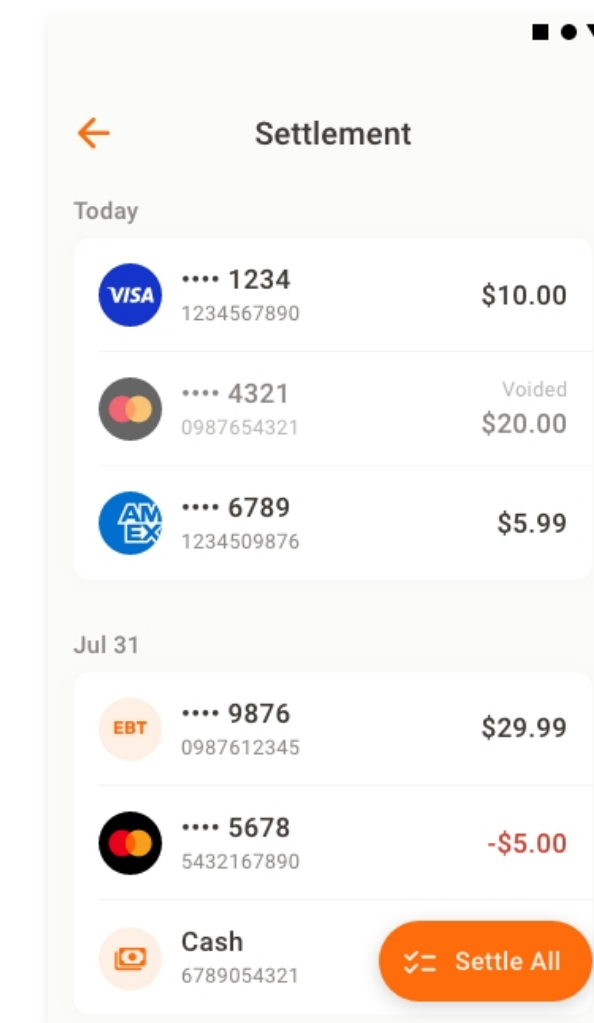 Settlement
Today
VISA
•••• 1234
1234567890
$10.00
•••• 4321
0987654321
Voided
$20.00
AM
EX
•••• 6789
1234509876
$5.99
Jul 31
EBT
•••• 9876
0987612345
$29.99
•••• 5678
5432167890
-$5.00
Cash
6789054321
Settle All